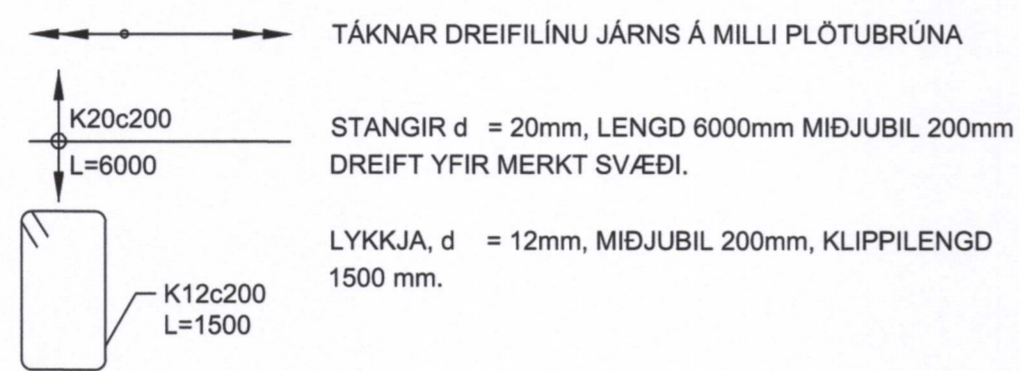 TÁKNAR DREIFILÍNU JÁRNS Á MILLI PLÖTUBRÚNA
K20c200
L=6000
STANGIR d = 20mm, LENGD 6000mm MIÐJUBIL 200mm
DREIFT YFIR MERKT SVÆÐI.
K12c200
L=1500
LYKKJA, d = 12mm, MIÐJUBIL 200mm, KLIPPILENGD
1500 mm.